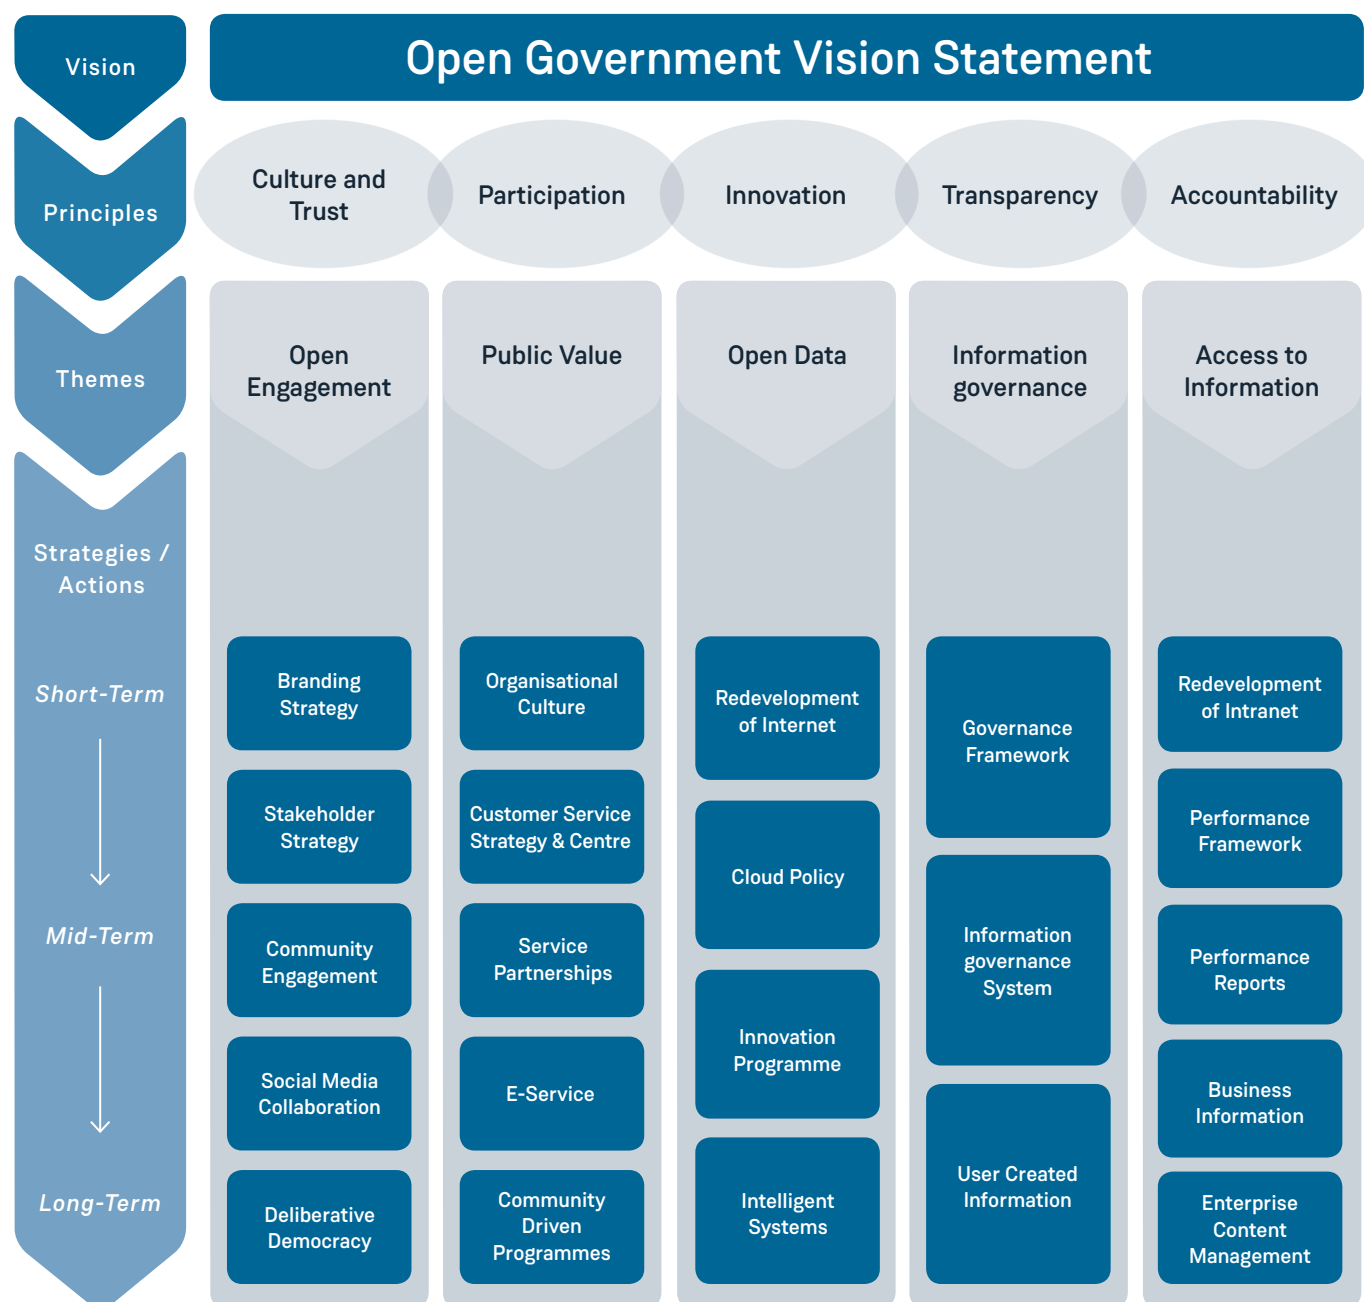 Vision
Open Government Vision Statement
Principles
Culture and
Trust
Participation
Innovation
Transparency
Accountability
Themes
Open
Engagement
Public Value
Open Data
Information
governance
Access to
Information
Strategies /
Actions
Short-Term
Mid-Term
Long-Term
Branding
Strategy
Stakeholder
Strategy
Community
Engagement
Social Media
Collaboration
Deliberative
Democracy
Organisational
Culture
Customer Service
Strategy & Centre
Service
Partnerships
E-Service
Community
Driven
Programmes
Redevelopment
of Internet
Cloud Policy
Innovation
Programme
Intelligent
Systems
Governance
Framework
Information
governance
System
User Created
Information
Redevelopment
of Intranet
Performance
Framework
Performance
Reports
Business
Information
Enterprise
Content
Management